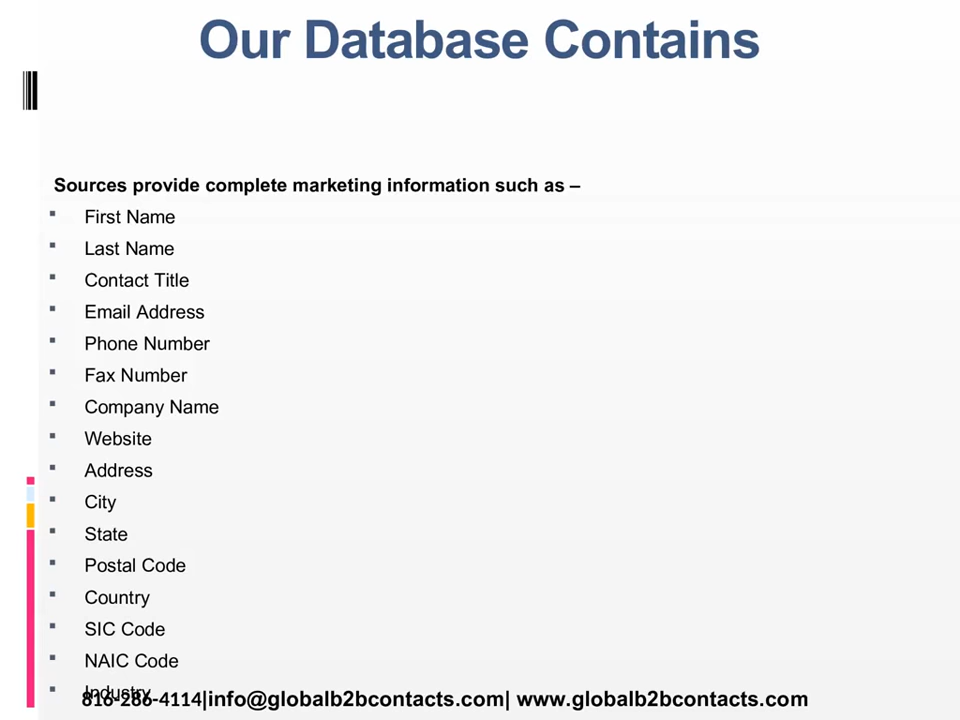 Our Database Contains
Sources provide complete marketing information such as –
▪ First Name
▪ Last Name
▪ Contact Title
▪ Email Address
▪ Phone Number
▪ Fax Number
▪ Company Name
▪ Website
▪ Address
▪ City
▪ State
▪ Postal Code
▪ Country
▪ SIC Code
▪ NAIC Code
▪ Industry
816-286-4114|info@globalb2bcontacts.com| www.globalb2bcontacts.com